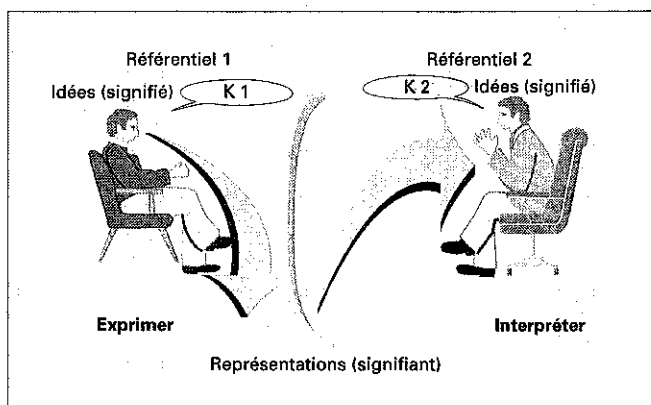 Référentiel 1
Référentiel 2
Idées (signifié)
K 1
K 2
Idées (signifié)
Exprimer
Interpréter
Représentations (signifiant)